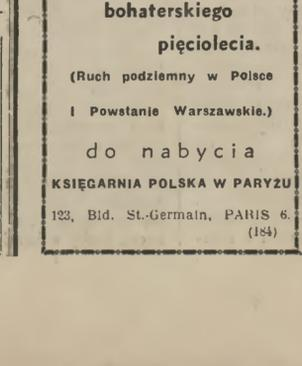 bohaterskiego
pięciolecia.
(Ruch podziemny w Polsce
i Powstanie Warszawskie.)
do nabycia
KSIĘGARNIA POLSKA W PARYŻU
123, Bld. St.-Germain, PARIS 6.
(184)